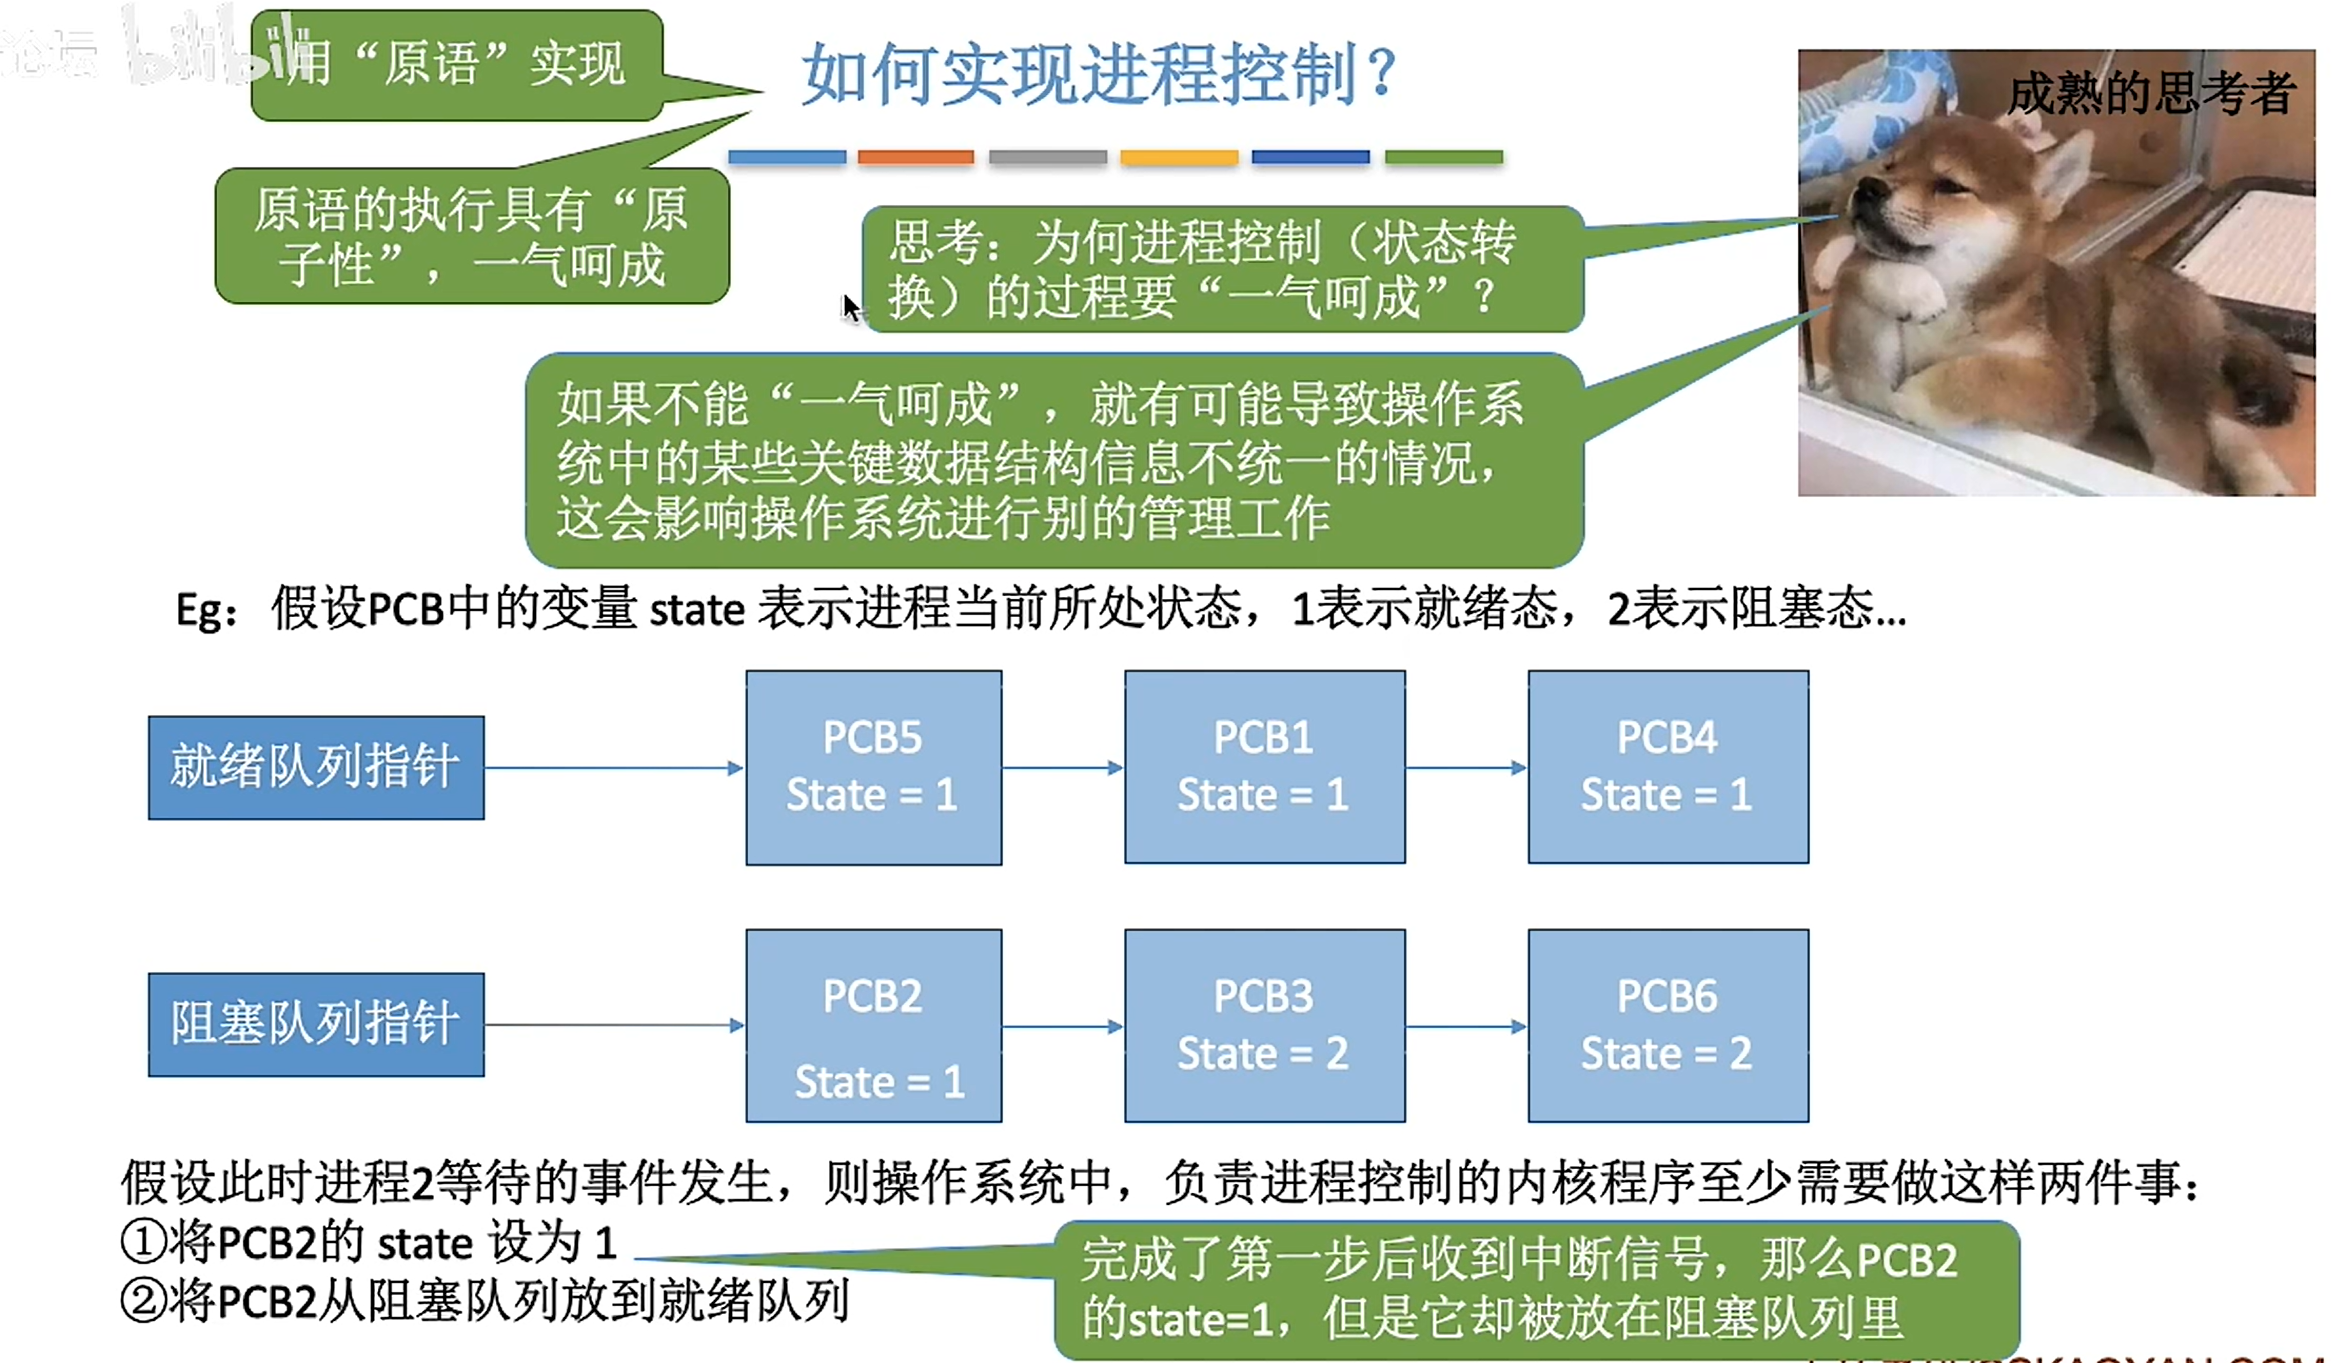 论坛 bilibili
用“原语”实现
如何实现进程控制？
成熟的思考者
原语的执行具有“原
子性”，一气呵成
思考：为何进程控制（状态转
换）的过程要“一气呵成”？
如果不能“一气呵成”，就有可能导致操作系
统中的某些关键数据结构信息不统一的情况，
这会影响操作系统进行别的管理工作
Eg：假设PCB中的变量 state 表示进程当前所处状态，1表示就绪态，2表示阻塞态...
就绪队列指针
PCB5
State = 1
PCB1
State = 1
PCB4
State = 1
阻塞队列指针
PCB2
State = 1
PCB3
State = 2
PCB6
State = 2
假设此时进程2等待的事件发生，则操作系统中，负责进程控制的内核程序至少需要做这样两件事：
①将PCB2的 state 设为 1
②将PCB2从阻塞队列放到就绪队列
完成了第一步后收到中断信号，那么PCB2
的state=1，但是它却被放在阻塞队列里